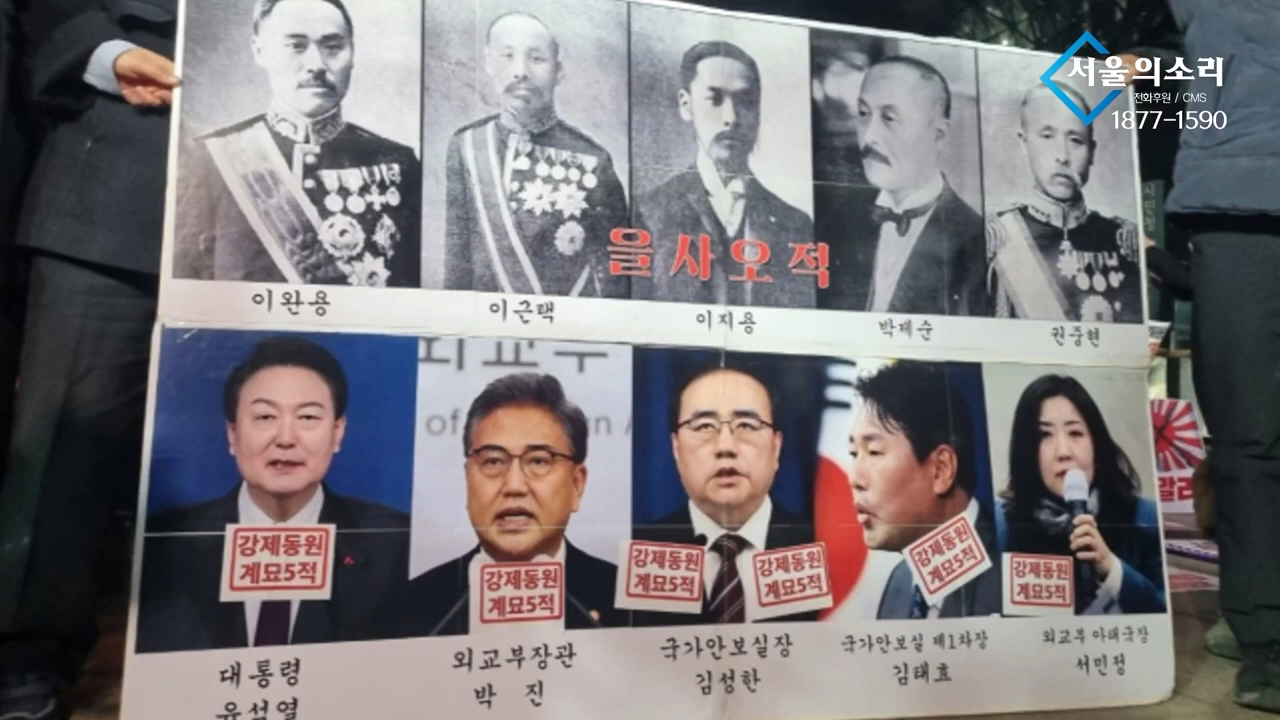 서울의소리
전화후원 / CMS
1877-1590
을사오적
이완용
이근택
이지용
박제순
권중현
외교부
of
강제동원
계묘5적
강제동원
계묘5적
강제동원
계묘5적
강제동원
계묘5적
강제동원
계묘5적
강제동원
계묘5적
대통령
윤석열
외교부장관
박 진
국가안보실장
김성한
국가안보실 제1차장
김태효
외교부 아태국장
서민정